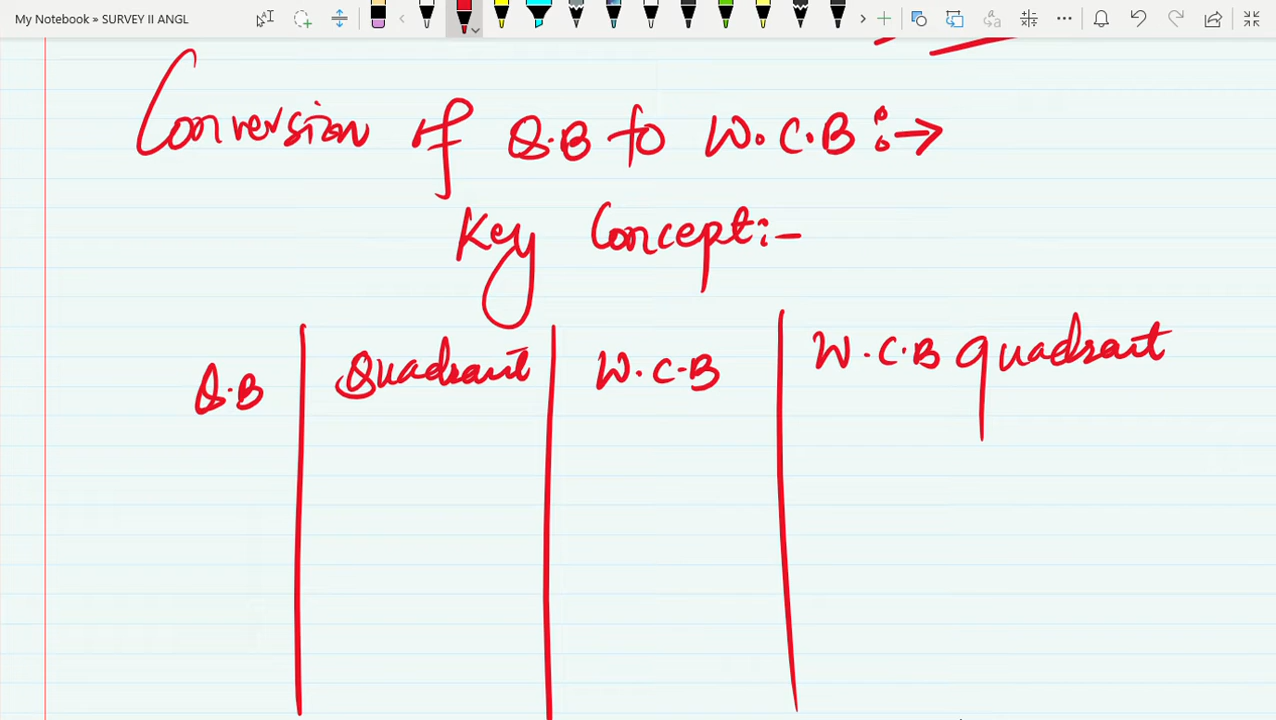 My Notebook » SURVEY II ANGL
Conversion of Q.B to W.C.B :→
Key Concept:-
Q.B Quadrant W.C.B W.C.B quadrant